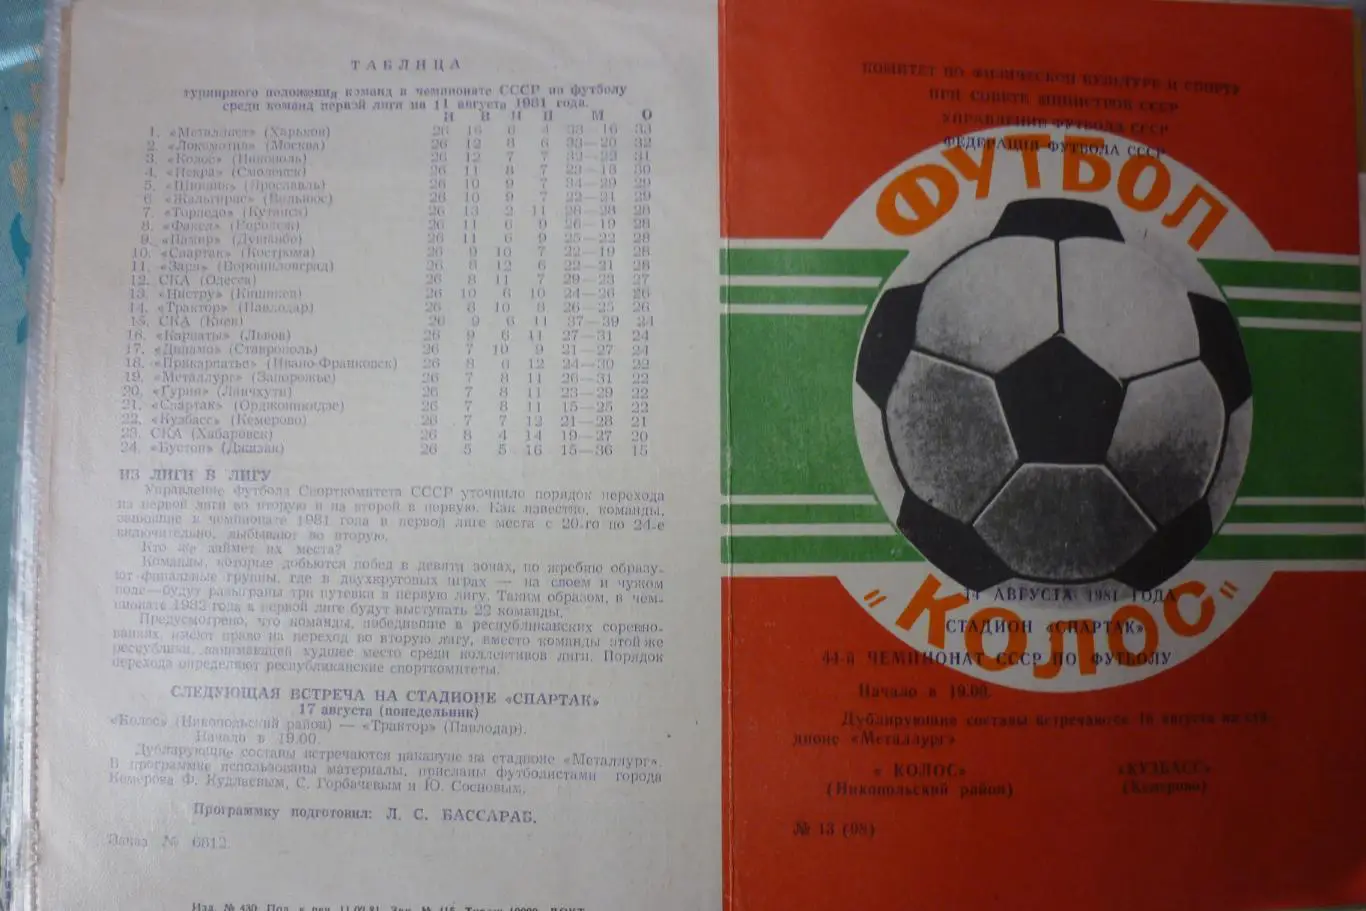 ТАБЛИЦА
турнирного положения команд в чемпионате СССР по футболу
среди команд первой лиги на 11 августа 1981 года.
И В Н П М О
1. «Металлист» (Харьков) 26 16 6 4 33—16 33
2. «Локомотив» (Москва) 26 12 8 6 33—20 32
3. «Колос» (Никополь) 26 12 7 7 32—22 31
4. «Искра» (Смоленск) 26 11 8 7 23—18 30
5. «Шинник» (Ярославль) 26 10 9 7 34—29 29
6. «Жальгирис» (Вильнюс) 26 10 9 7 22—21 29
7. «Торпедо» (Кутаиси) 26 13 2 11 28—28 28
8. «Факел» (Воронеж) 26 11 6 9 26—19 28
9. «Памир» (Душанбе) 26 11 6 9 25—22 28
10. «Спартак» (Кострома) 26 9 10 7 22—19 28
11. «Заря» (Ворошиловград) 26 8 12 6 22—21 28
12. СКА (Одесса) 26 8 11 7 29—23 27
13. «Нистру» (Кишинев) 26 10 6 10 24—26 26
14. «Трактор» (Павлодар) 26 8 10 8 26—25 26
15. СКА (Киев) 26 9 6 11 37—39 24
16. «Карпаты» (Львов) 26 9 6 11 27—31 24
17. «Динамо» (Ставрополь) 26 7 10 9 21—27 24
18. «Прикарпатье» (Ивано-Франковск) 26 8 6 12 24—30 22
19. «Металлург» (Запорожье) 26 7 8 11 26—31 22
20. «Гурия» (Ланчхути) 26 7 8 11 23—29 22
21. «Спартак» (Орджоникидзе) 26 7 8 11 15—25 22
22. «Кузбасс» (Кемерово) 26 7 7 12 21—28 21
23. СКА (Хабаровск) 26 8 4 14 19—27 20
24. «Бустон» (Джизак) 26 5 5 16 15—36 15
ИЗ ЛИГИ В ЛИГУ
Управление футбола Спорткомитета СССР уточнило порядок перехода
из первой лиги во вторую и из второй в первую. Как известно, команды,
занявшие в чемпионате 1981 года в первой лиге места с 20-го по 24-е
включительно, выбывают во вторую.
Кто же займет их места?
Команды, которые добьются побед в девяти зонах, по жребию образу-
ют финальные группы, где в двухкруговых играх — на своем и чужом
поле—будут разыграны три путевки в первую лигу. Таким образом, в чем-
пионате 1982 года в первой лиге будут выступать 22 команды.
Предусмотрено, что команды, победившие в республиканских соревно-
ваниях, имеют право на переход во вторую лигу, вместо команды этой же
республики, занимающей худшее место среди коллективов лиги. Порядок
перехода определяют республиканские спорткомитеты.
СЛЕДУЮЩАЯ ВСТРЕЧА НА СТАДИОНЕ «СПАРТАК»
17 августа (понедельник)
«Колос» (Никопольский район) — «Трактор» (Павлодар).
Начало в 19.00.
Дублирующие составы встречаются накануне на стадионе «Металлург».
В программке использованы материалы, присланы футболистами города
Кемерова Ф. Кудлаевым, С. Горбачевым и Ю. Сосновым.
Программку подготовил: Л. С. БАССАРАБ.
Заказ № 6812.
Изд. № 430
КОМИТЕТ ПО ФИЗИЧЕСКОЙ КУЛЬТУРЕ И СПОРТУ
ПРИ СОВЕТЕ МИНИСТРОВ СССР
УПРАВЛЕНИЕ ФУТБОЛА СССР
ФЕДЕРАЦИЯ ФУТБОЛА СССР
ФУТБОЛ
"КОЛОС"
14 АВГУСТА 1981 ГОДА
СТАДИОН «СПАРТАК»
44-й ЧЕМПИОНАТ СССР ПО ФУТБОЛУ
Начало в 19.00.
Дублирующие составы встречаются 16 августа на ста-
дионе «Металлург»
«КОЛОС» «КУЗБАСС»
(Никопольский район) (Кемерово)
№ 13 (98)